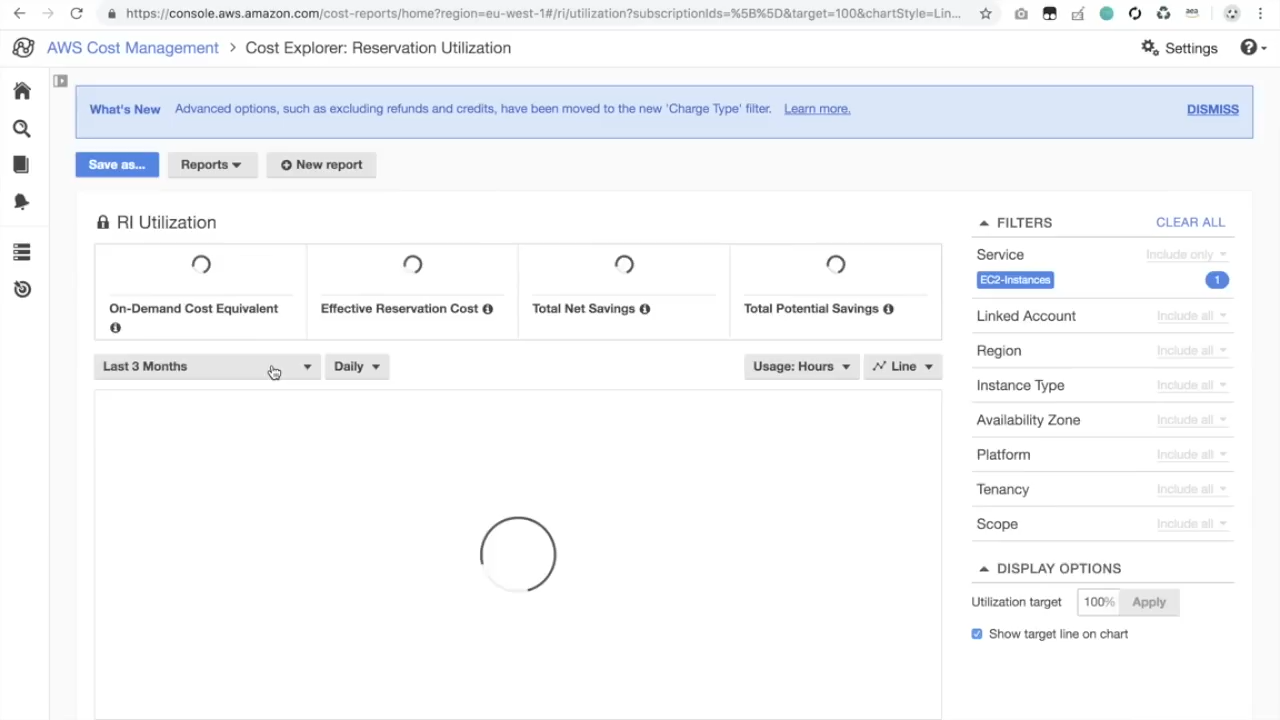 https://console.aws.amazon.com/cost-reports/home?region=eu-west-1#/ri/utilization?subscriptionIds=%5B%5D&target=100&chartStyle=Lin...
AWS Cost Management > Cost Explorer: Reservation Utilization
Settings
What's New Advanced options, such as excluding refunds and credits, have been moved to the new 'Charge Type' filter. Learn more. DISMISS
Save as... Reports New report
RI Utilization
On-Demand Cost Equivalent
Effective Reservation Cost
Total Net Savings
Total Potential Savings
Last 3 Months Daily Usage: Hours Line
FILTERS CLEAR ALL
Service Include only
EC2-Instances 1
Linked Account Include all
Region Include all
Instance Type Include all
Availability Zone Include all
Platform Include all
Tenancy Include all
Scope Include all
DISPLAY OPTIONS
Utilization target 100% Apply
Show target line on chart